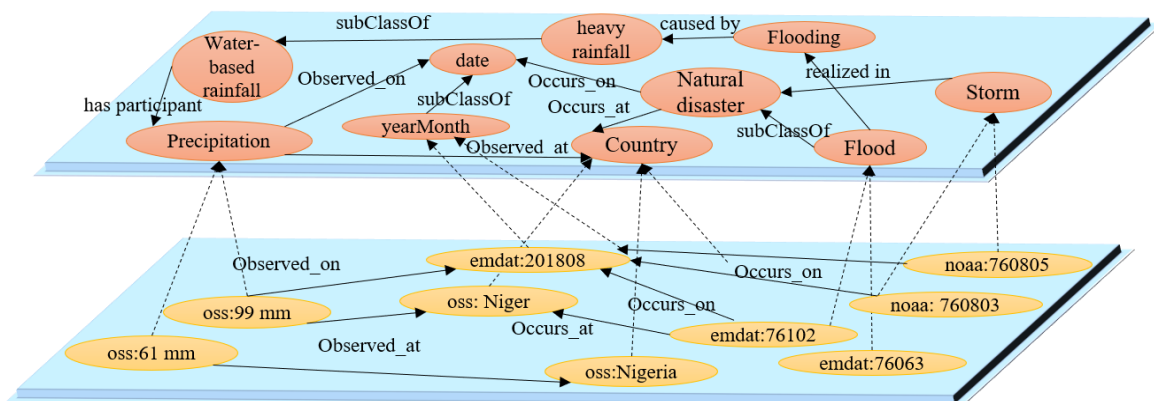 subClassOf
heavy
rainfall
caused by
Flooding
Water-
based
rainfall
date
Observed_on
Occurs_on
Natural
disaster
realized in
Storm
has participant
subClassOf
Occurs_at
yearMonth
subClassOf
Precipitation
Observed_at
Country
Flood
emdat:201808
Observed_on
Occurs_on
noaa:760805
oss:99 mm
oss: Niger
Occurs_on
noaa: 760803
Occurs_at
emdat:76102
oss:61 mm
Observed_at
oss:Nigeria
emdat:76063